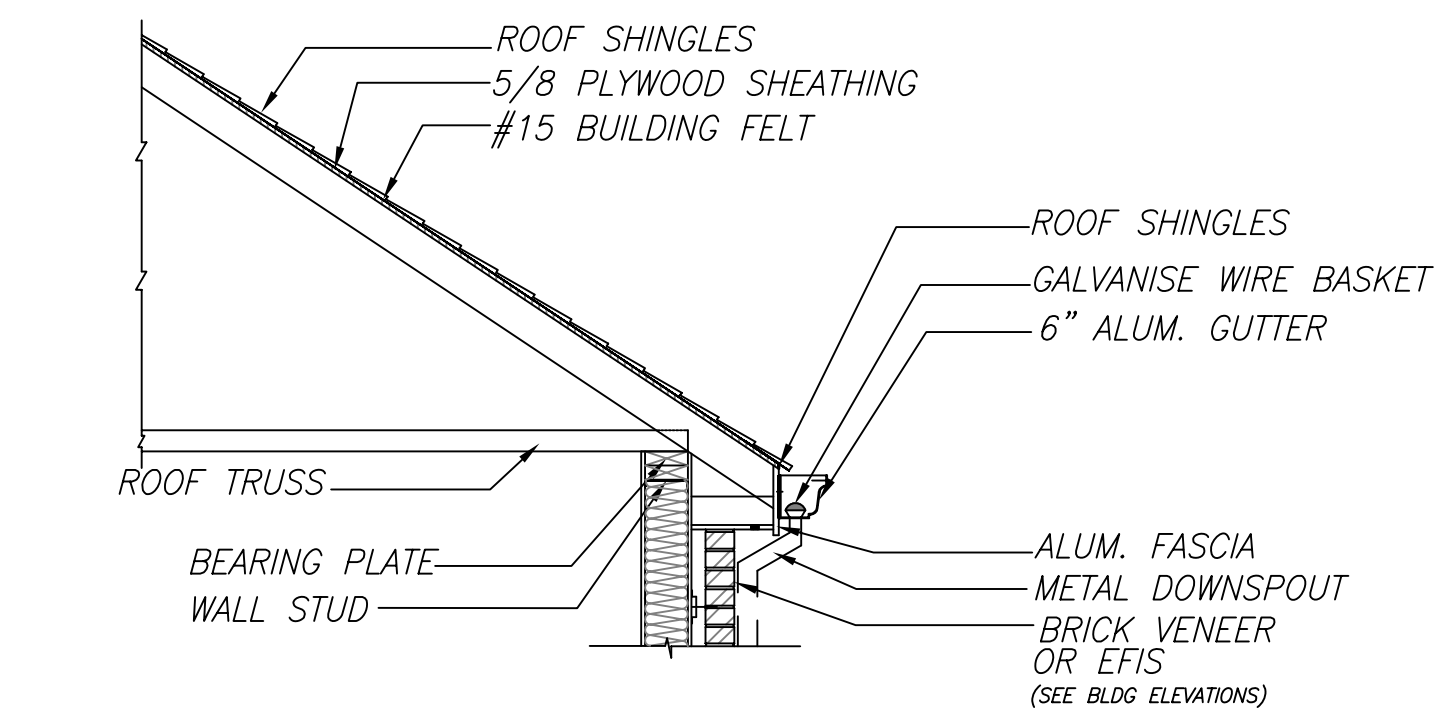 ROOF SHINGLES
5/8 PLYWOOD SHEATHING
#15 BUILDING FELT
ROOF SHINGLES
GALVANISE WIRE BASKET
6" ALUM. GUTTER
ROOF TRUSS
BEARING PLATE
WALL STUD
ALUM. FASCIA
METAL DOWNSPOUT
BRICK VENEER
OR EFIS
(SEE BLDG ELEVATIONS)